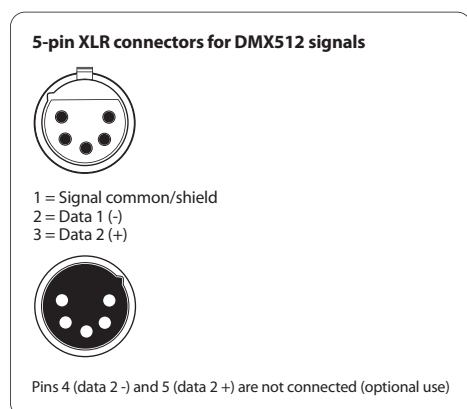 5-pin XLR connectors for DMX512 signals
1 = Signal common/shield
2 = Data 1 (-)
3 = Data 2 (+)
Pins 4 (data 2 -) and 5 (data 2 +) are not connected (optional use)